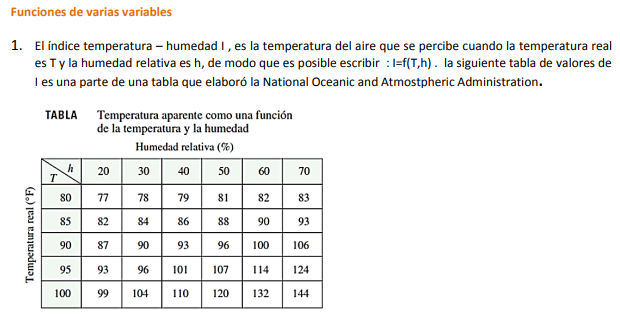 Funciones de varias variables
1. El índice temperatura – humedad I , es la temperatura del aire que se percibe cuando la temperatura real
es T y la humedad relativa es h, de modo que es posible escribir : I=f(T,h) . la siguiente tabla de valores de
I es una parte de una tabla que elaboró la National Oceanic and Atmostpheric Administration.
TABLA Temperatura aparente como una función
de la temperatura y la humedad
Humedad relativa (%)
T h 20 30 40 50 60 70
Temperatura real (°F)
80 77 78 79 81 82 83
85 82 84 86 88 90 93
90 87 90 93 96 100 106
95 93 96 101 107 114 124
100 99 104 110 120 132 144